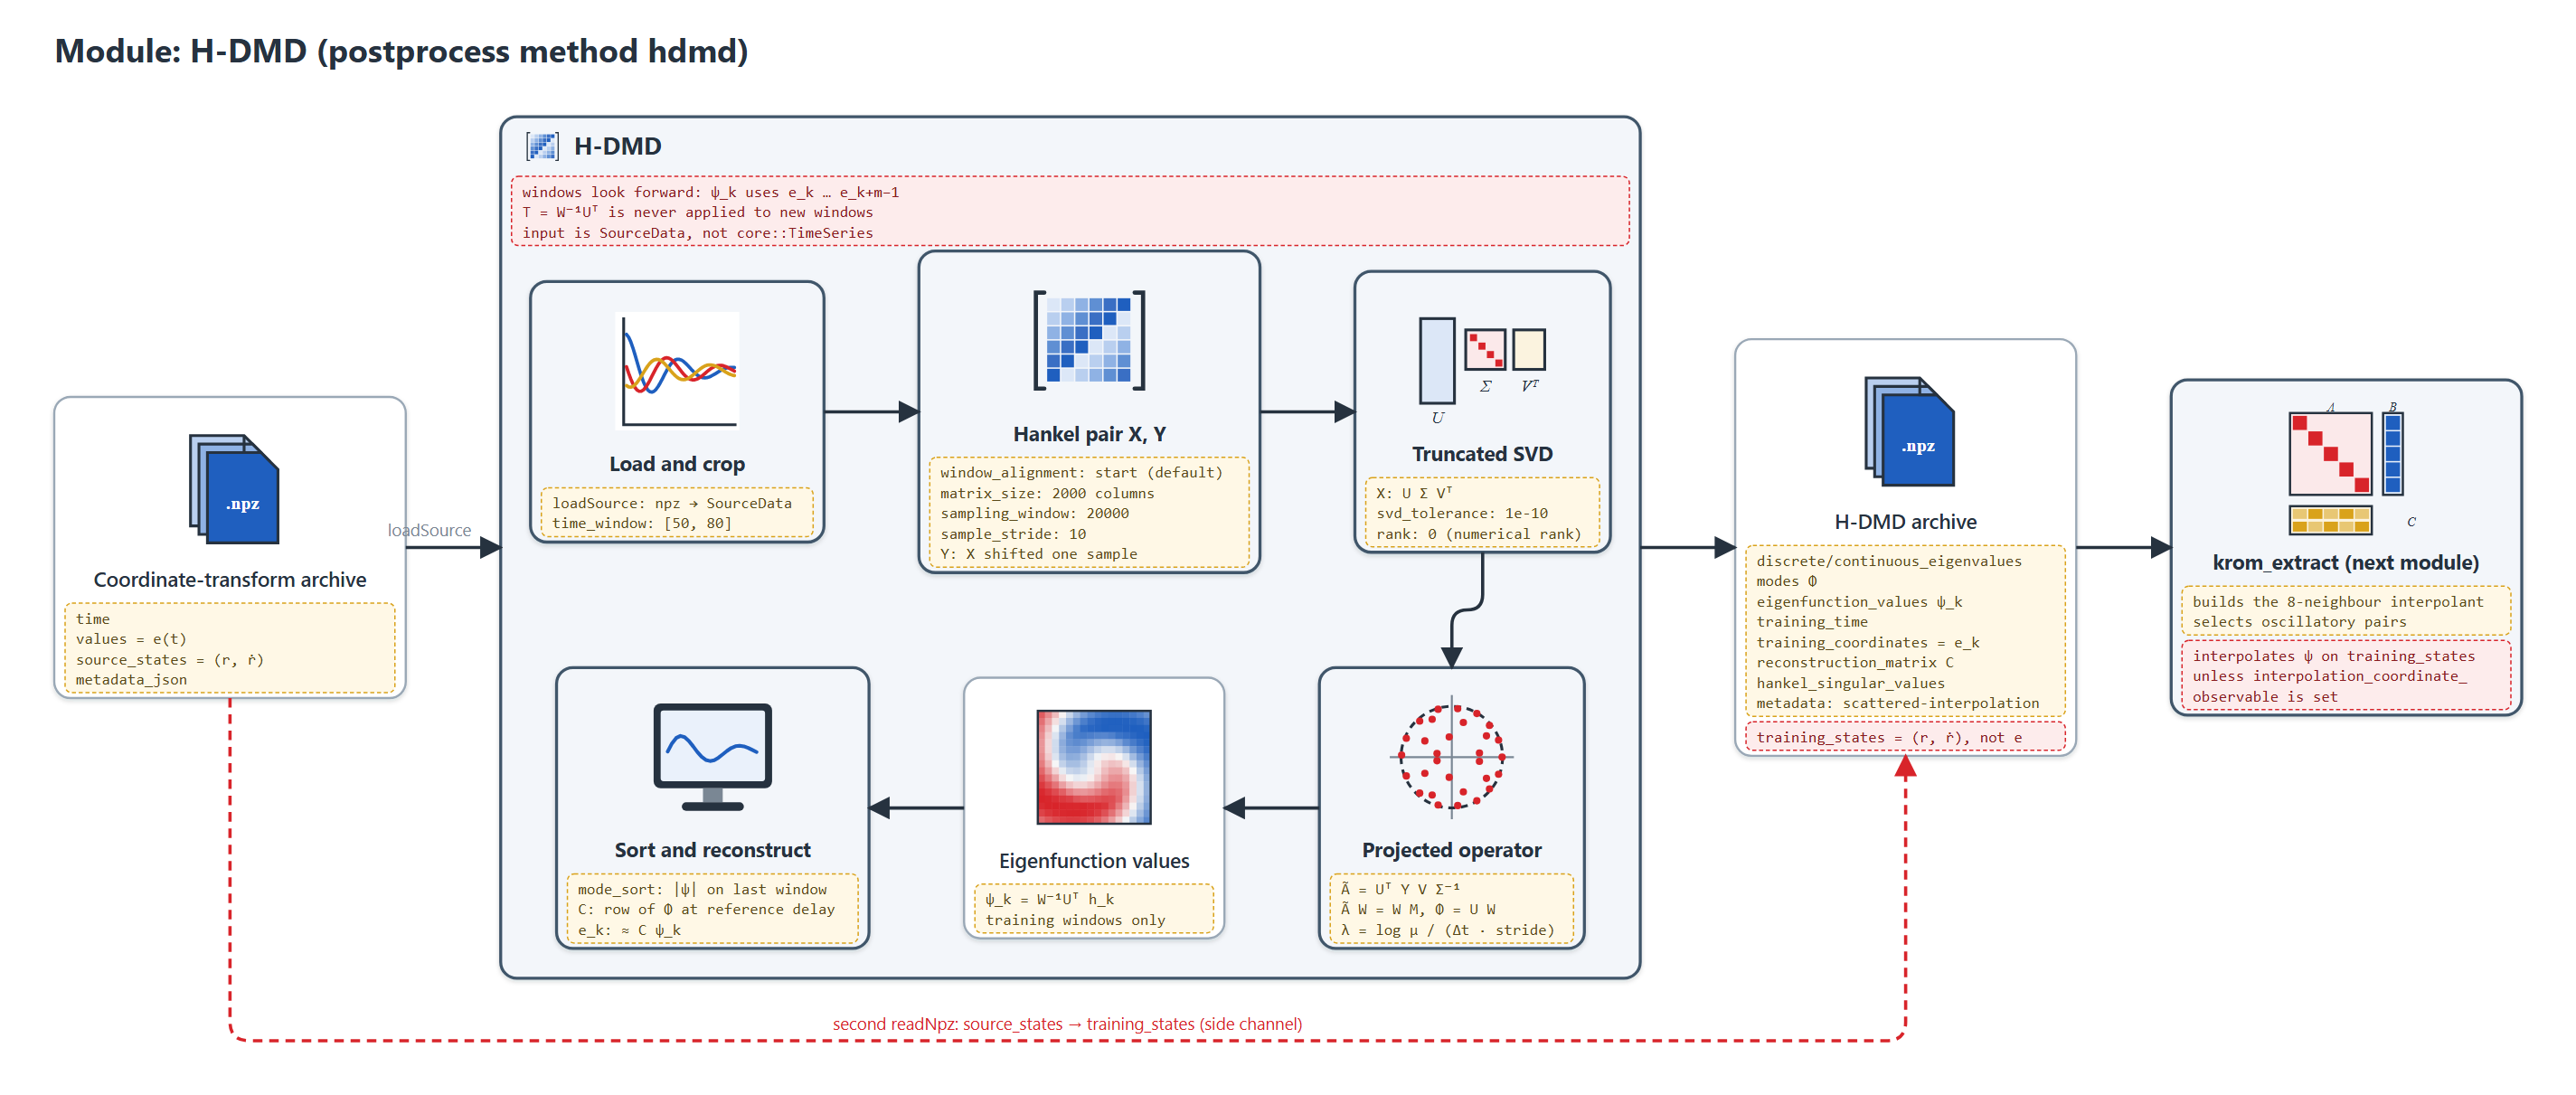 Module: H-DMD (postprocess method hdmd)
H-DMD
windows look forward: ψ_k uses e_k … e_k+m−1
T = W⁻¹Uᵀ is never applied to new windows
input is SourceData, not core::TimeSeries
Load and crop
loadSource: npz → SourceData
time_window: [50, 80]
Hankel pair X, Y
window_alignment: start (default)
matrix_size: 2000 columns
sampling_window: 20000
sample_stride: 10
Y: X shifted one sample
U
Σ
Vᵀ
Truncated SVD
X: U Σ Vᵀ
svd_tolerance: 1e-10
rank: 0 (numerical rank)
.npz
Coordinate-transform archive
time
values = e(t)
source_states = (r, ṙ)
metadata_json
loadSource
Sort and reconstruct
mode_sort: |ψ| on last window
C: row of Φ at reference delay
e_k: ≈ C ψ_k
Eigenfunction values
ψ_k = W⁻¹Uᵀ h_k
training windows only
Projected operator
Ã = Uᵀ Y V Σ⁻¹
Ã W = W M, Φ = U W
λ = log μ / (Δt · stride)
.npz
H-DMD archive
discrete/continuous_eigenvalues
modes Φ
eigenfunction_values ψ_k
training_time
training_coordinates = e_k
reconstruction_matrix C
hankel_singular_values
metadata: scattered-interpolation
training_states = (r, ṙ), not e
A
B
C
krom_extract (next module)
builds the 8-neighbour interpolant
selects oscillatory pairs
interpolates ψ on training_states
unless interpolation_coordinate_
observable is set
second readNpz: source_states → training_states (side channel)